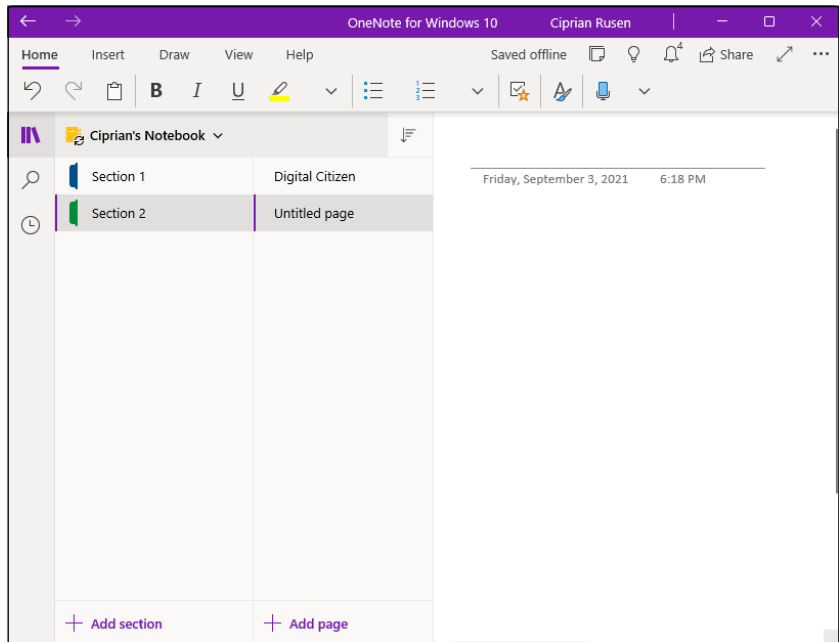 OneNote for Windows 10 Ciprian Rusen
Home Insert Draw View Help Saved offline 4 Share
B I U
Ciprian's Notebook
Section 1 Digital Citizen
Section 2 Untitled page
Friday, September 3, 2021 6:18 PM
Add section Add page